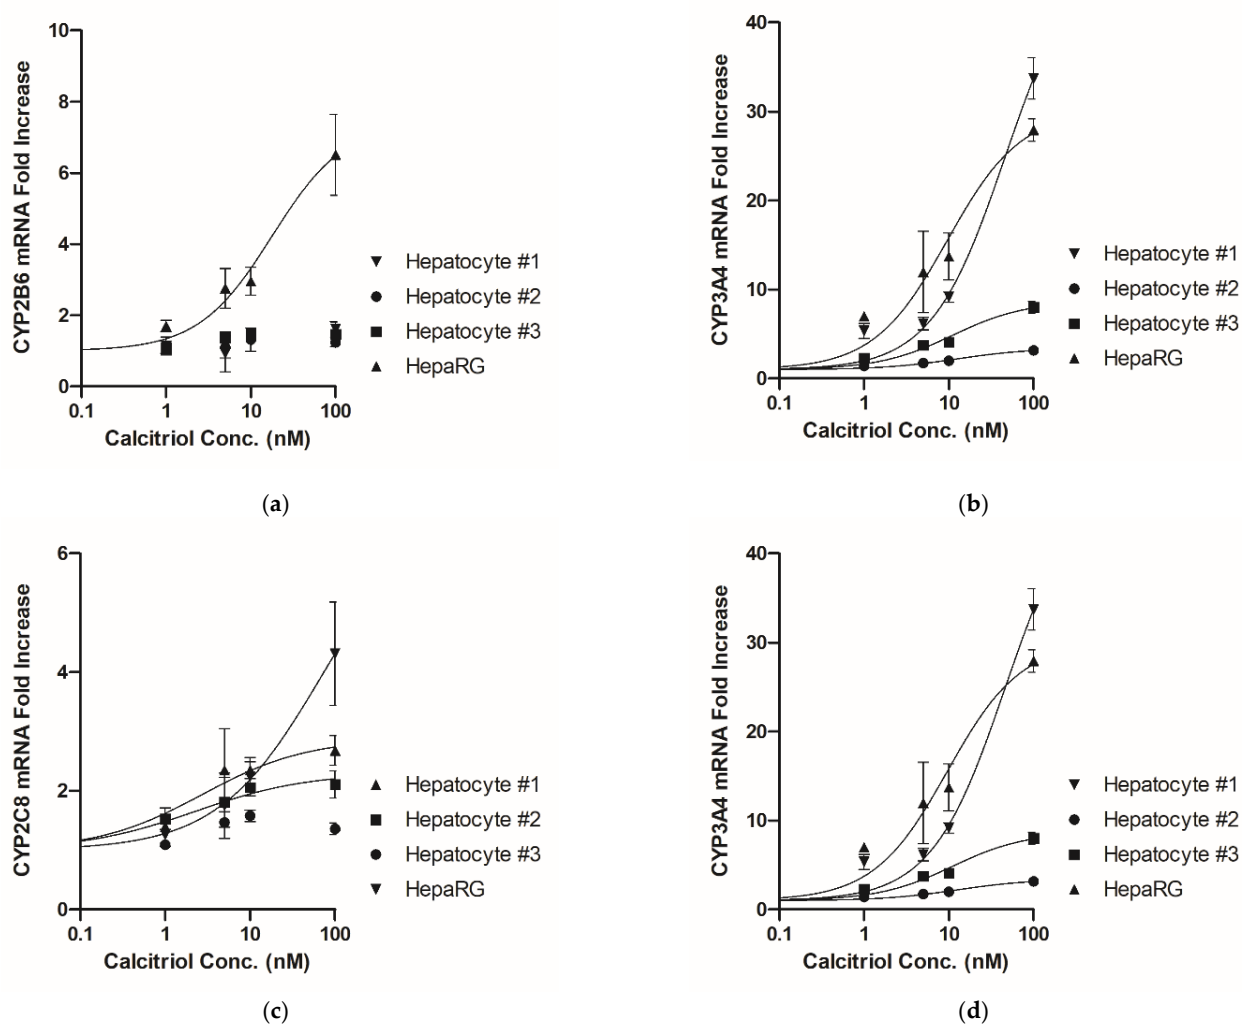 CYP2B6 mRNA Fold Increase
10
8
6
4
2
0
0.1 1 10 100
Calcitriol Conc. (nM)
Hepatocyte #1
Hepatocyte #2
Hepatocyte #3
HepaRG
(a)
CYP3A4 mRNA Fold Increase
40
30
20
10
0
0.1 1 10 100
Calcitriol Conc. (nM)
Hepatocyte #1
Hepatocyte #2
Hepatocyte #3
HepaRG
(b)
CYP2C8 mRNA Fold Increase
6
4
2
0
0.1 1 10 100
Calcitriol Conc. (nM)
Hepatocyte #1
Hepatocyte #2
Hepatocyte #3
HepaRG
(c)
CYP3A4 mRNA Fold Increase
40
30
20
10
0
0.1 1 10 100
Calcitriol Conc. (nM)
Hepatocyte #1
Hepatocyte #2
Hepatocyte #3
HepaRG
(d)